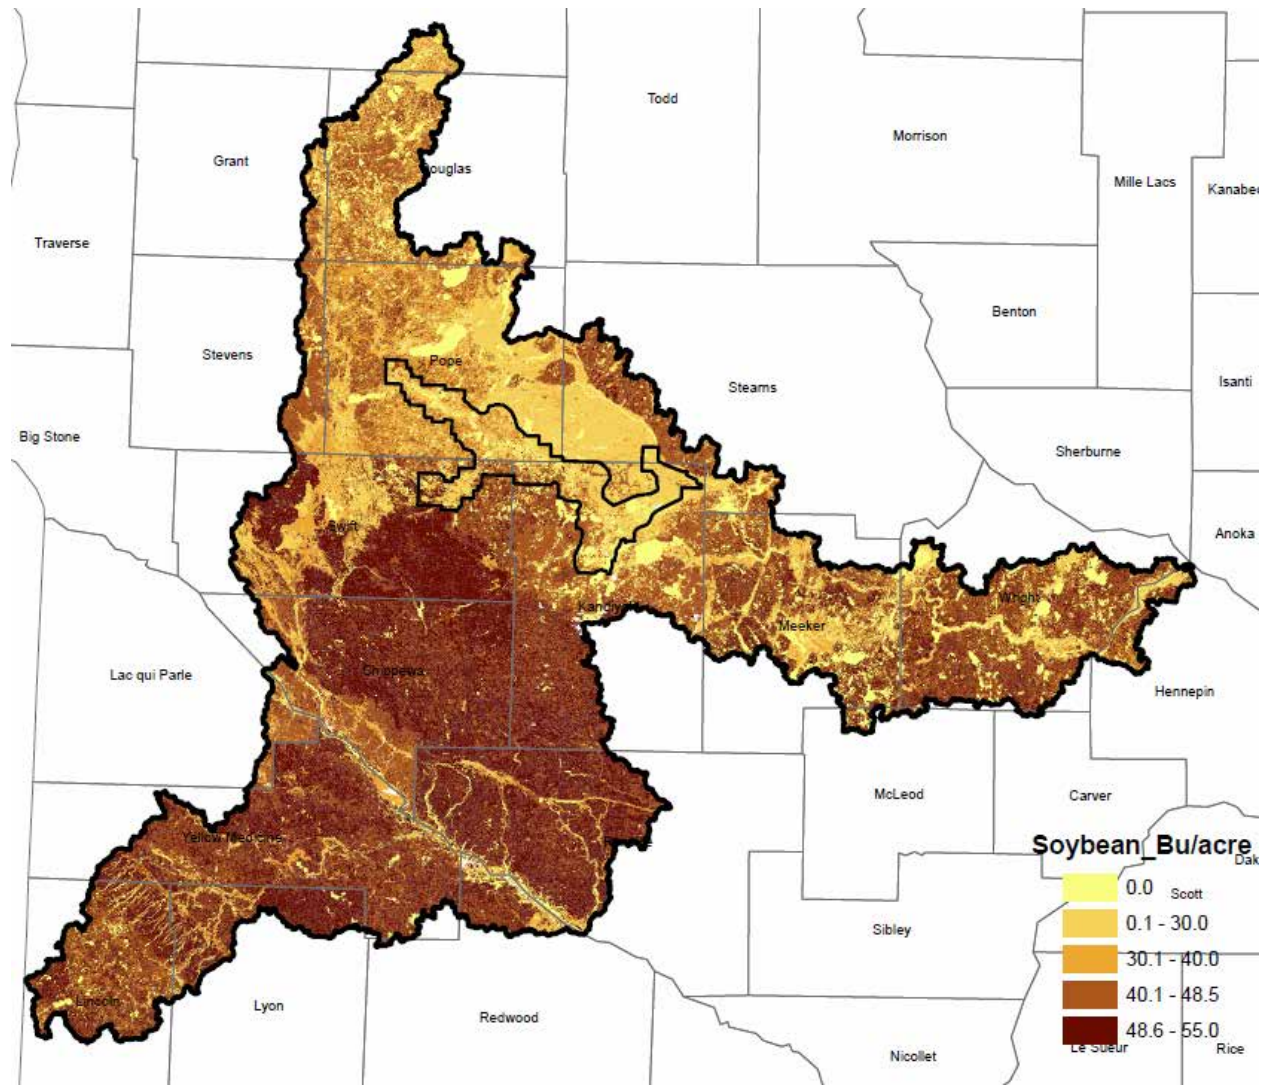 Todd
Morrison
Grant
Douglas
Mille Lacs
Kanabe
Traverse
Benton
Stevens
Pope
Isanti
Stearns
Big Stone
Sherburne
Swift
Anoka
Wright
Kandiyohi
Meeker
Chippewa
Lac qui Parle
Hennepin
McLeod
Carver
Yellow Medicine
Soybean_Bu/acre
Dak
0.0
Scott
0.1 - 30.0
Sibley
30.1 - 40.0
40.1 - 48.5
Lincoln
Lyon
Redwood
48.6 - 55.0
Le Sueur
Rice
Nicollet